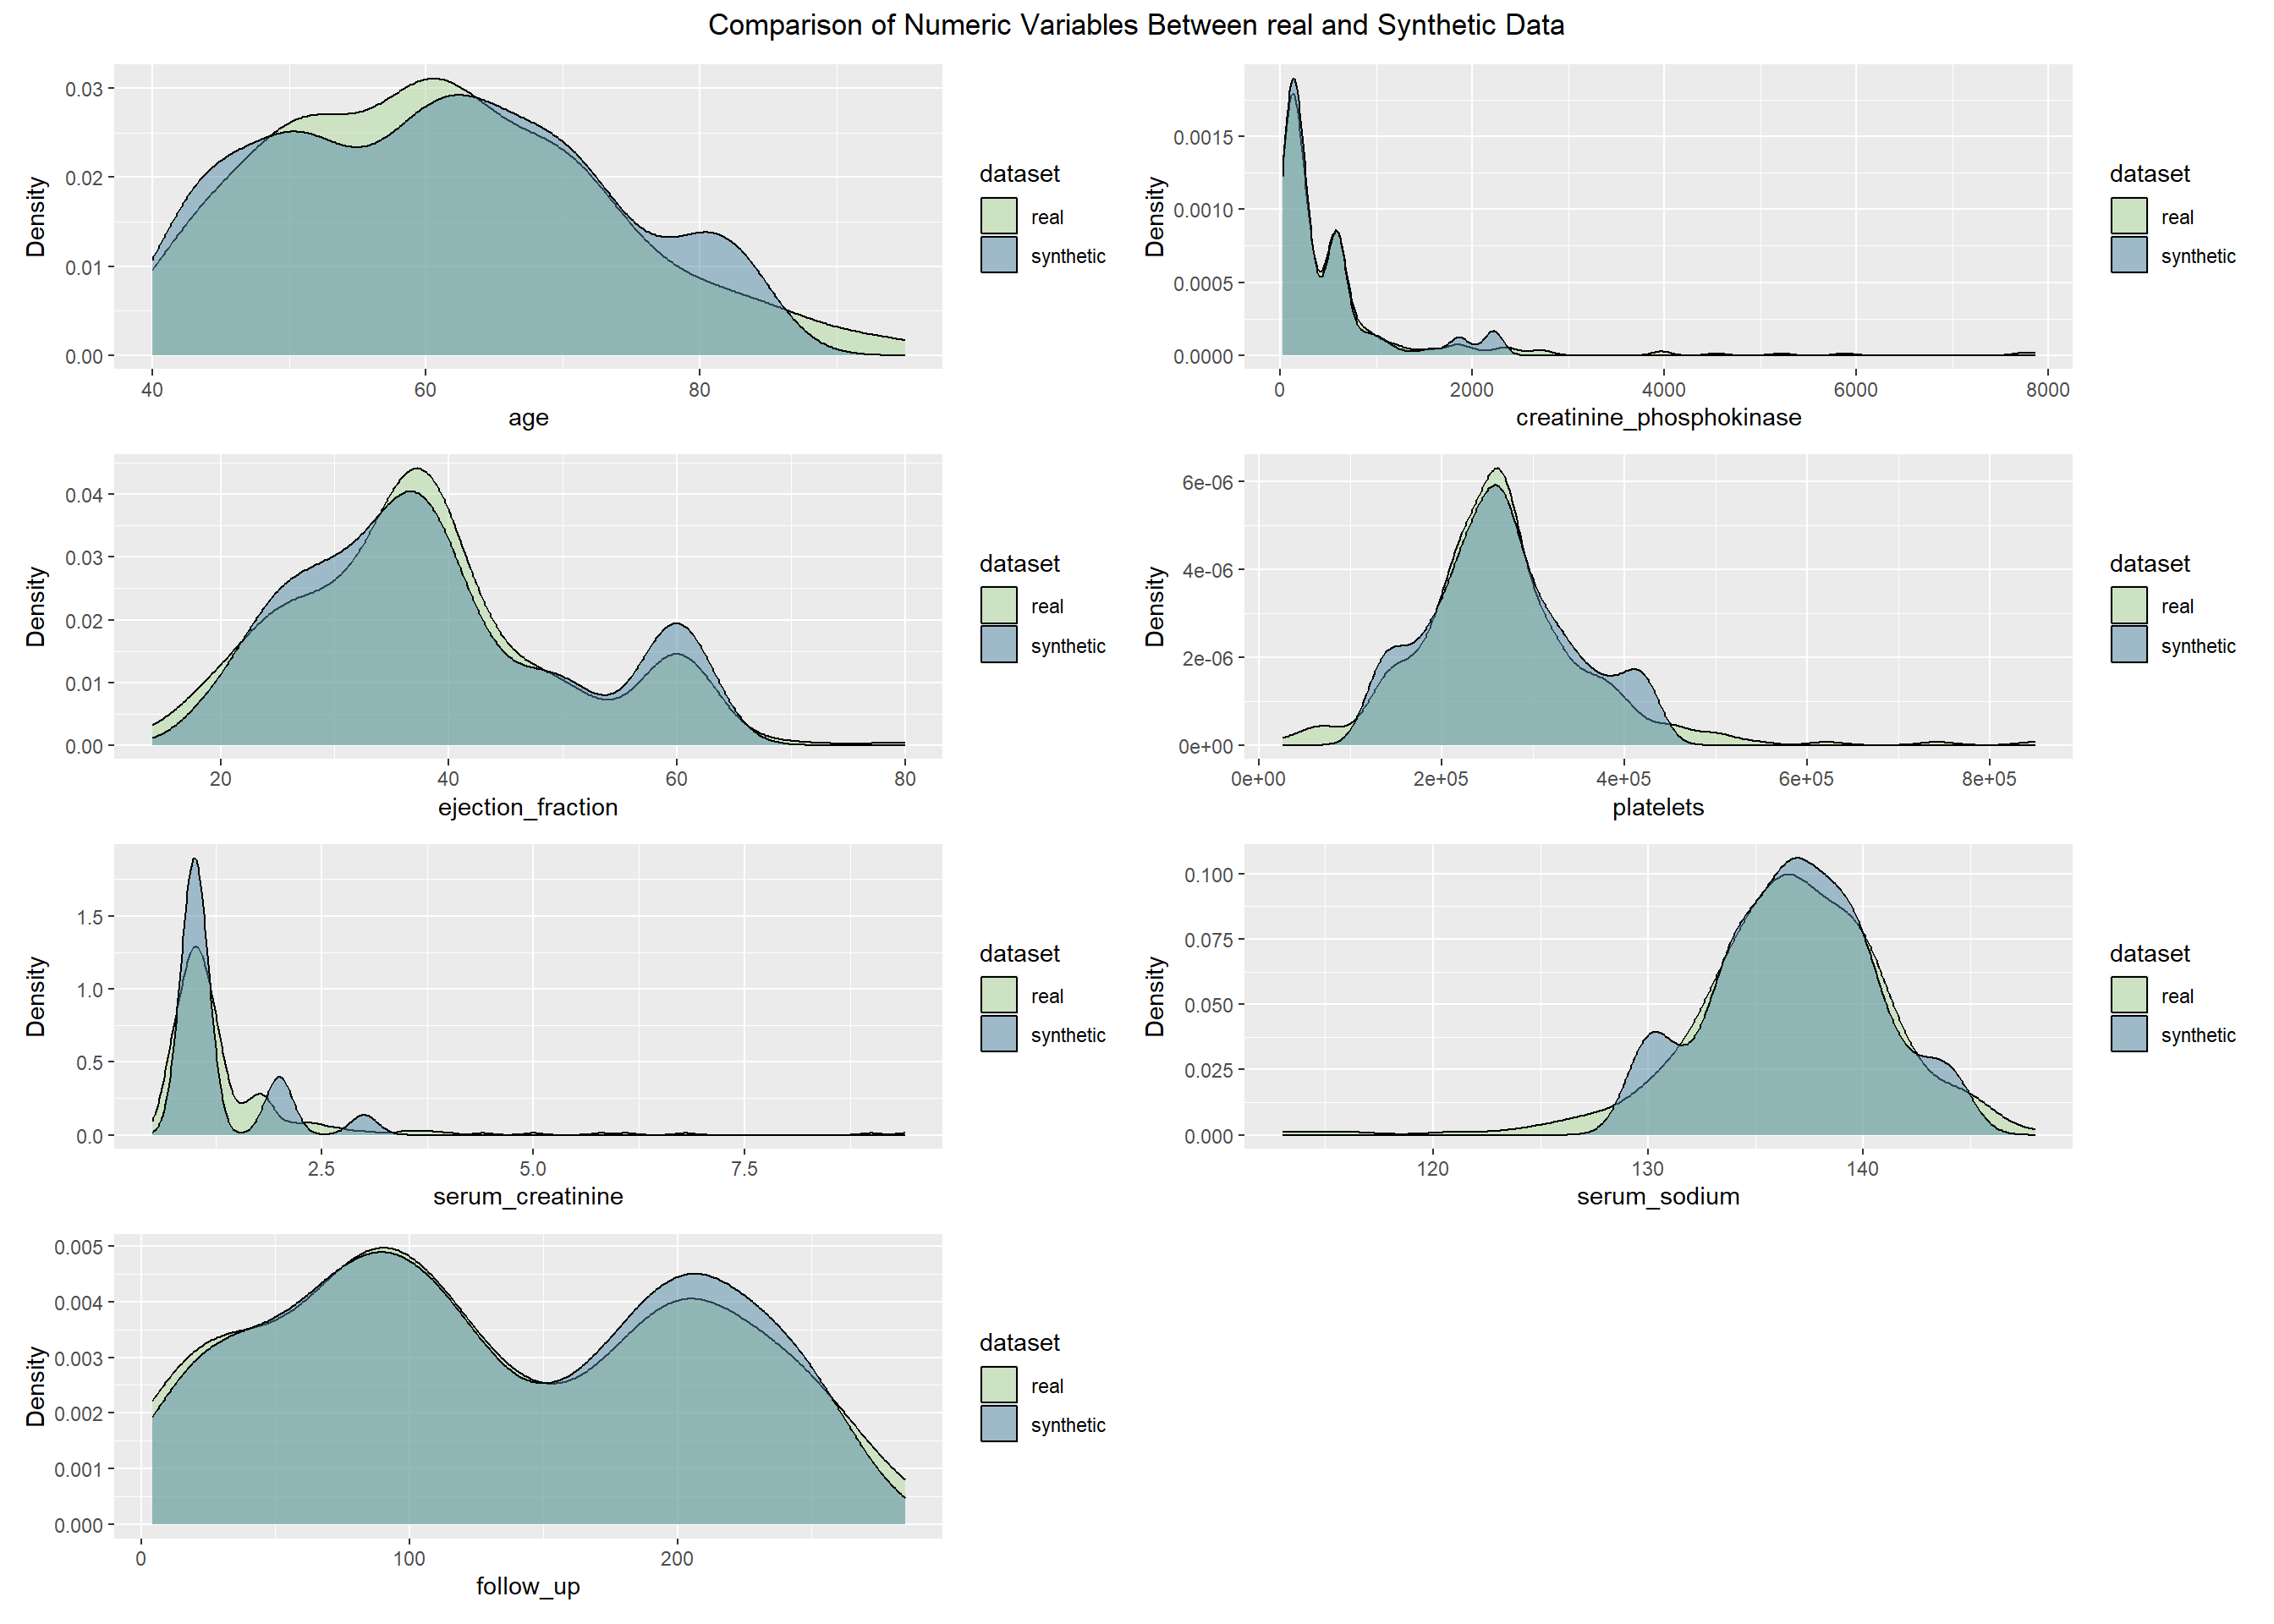 Comparison of Numeric Variables Between real and Synthetic Data
Density
0.03
0.02
0.01
0.00
40
60
80
age
dataset
real
synthetic
Density
0.0015
0.0010
0.0005
0.0000
0
2000
4000
6000
8000
creatinine_phosphokinase
dataset
real
synthetic
Density
0.04
0.03
0.02
0.01
0.00
20
40
60
80
ejection_fraction
dataset
real
synthetic
Density
6e-06
4e-06
2e-06
0e+00
0e+00
2e+05
4e+05
6e+05
8e+05
platelets
dataset
real
synthetic
Density
1.5
1.0
0.5
0.0
2.5
5.0
7.5
serum_creatinine
dataset
real
synthetic
Density
0.100
0.075
0.050
0.025
0.000
120
130
140
serum_sodium
dataset
real
synthetic
Density
0.005
0.004
0.003
0.002
0.001
0.000
0
100
200
follow_up
dataset
real
synthetic